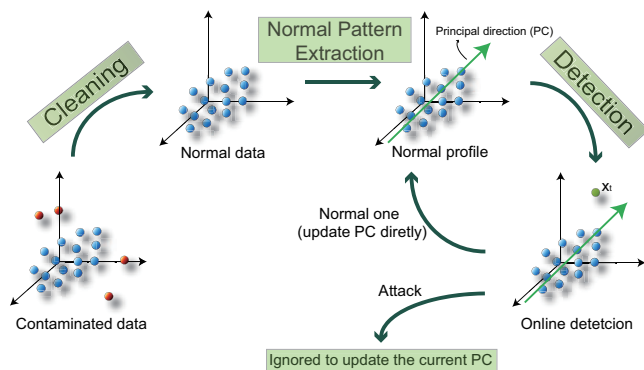 Cleaning
Normal Pattern
Extraction
Principal direction (PC)
Detection
Normal data
Normal profile
Xt
Normal one
(update PC diretly)
Attack
Contaminated data
Online detetcion
Ignored to update the current PC